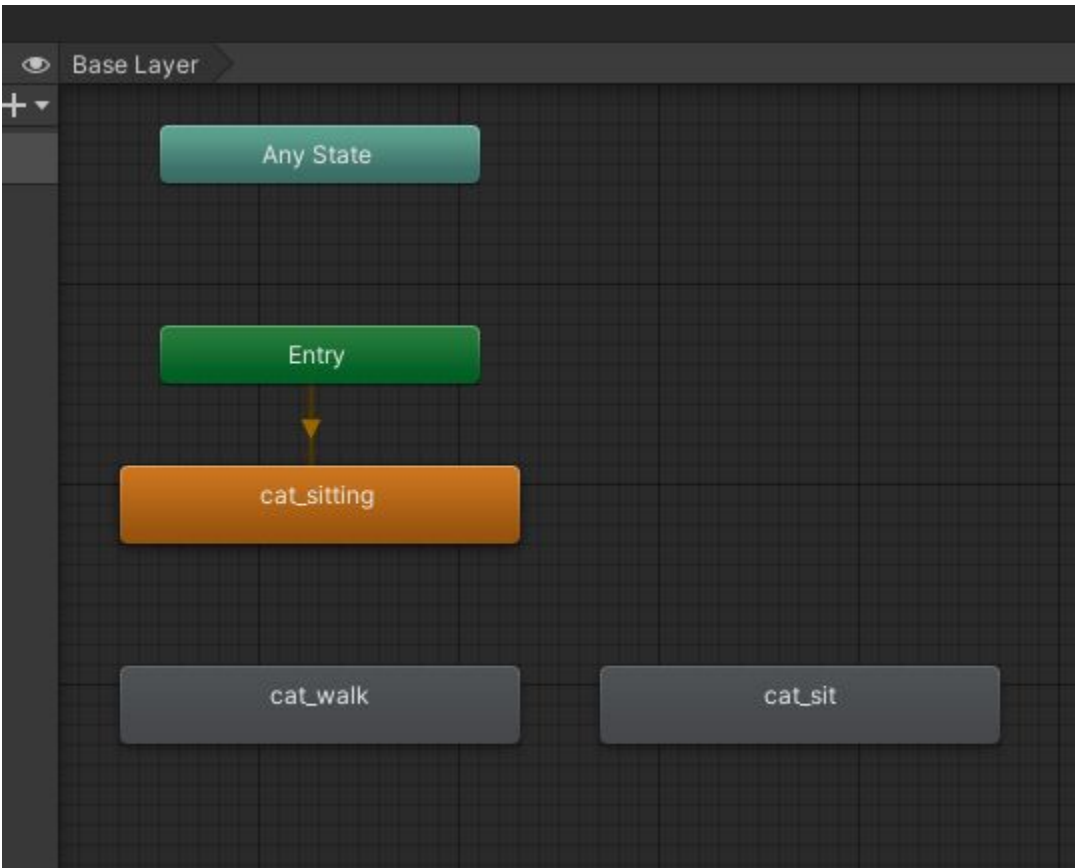 Base Layer
Any State
Entry
cat_sitting
cat_walk
cat_sit